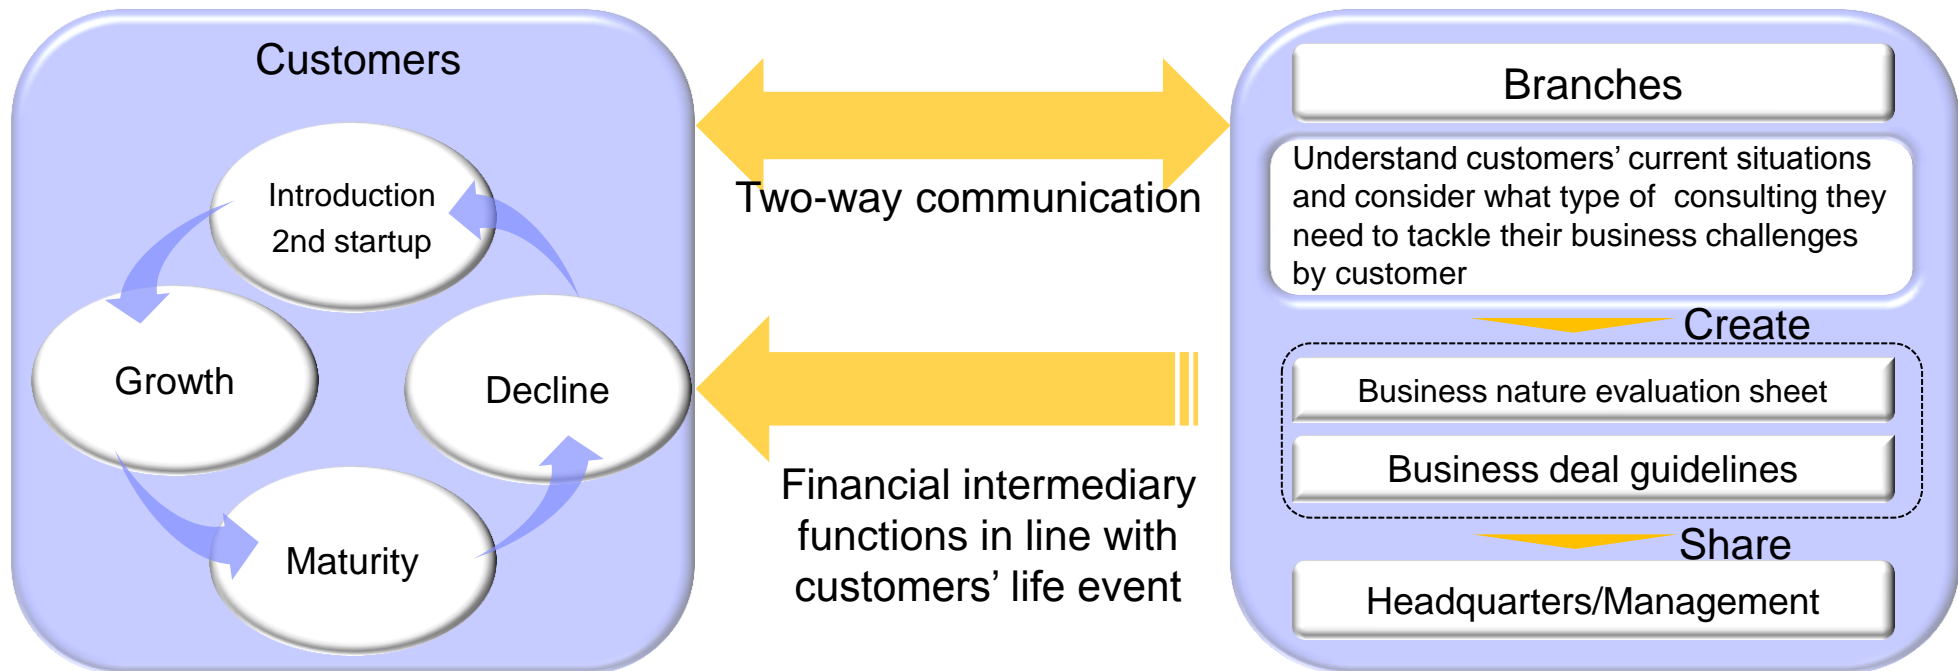 Customers
Introduction
2nd startup
Growth
Decline
Maturity
Two-way communication
Financial intermediary
functions in line with
customers’ life event
Branches
Understand customers’ current situations
and consider what type of  consulting they
need to tackle their business challenges
by customer
Create
Business nature evaluation sheet
Business deal guidelines
Share
Headquarters/Management